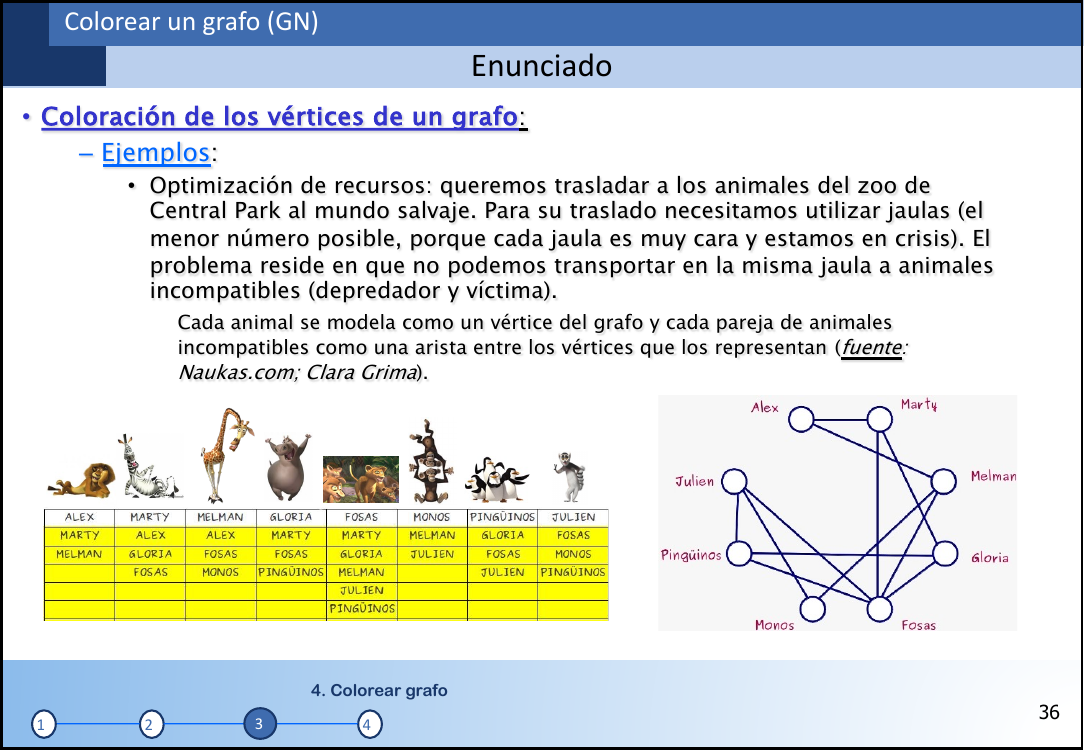 Colorear un grafo (GN)
Enunciado
• Coloración de los vértices de un grafo:
– Ejemplos:
• Optimización de recursos: queremos trasladar a los animales del zoo de
Central Park al mundo salvaje. Para su traslado necesitamos utilizar jaulas (el
menor número posible, porque cada jaula es muy cara y estamos en crisis). El
problema reside en que no podemos transportar en la misma jaula a animales
incompatibles (depredador y víctima).
Cada animal se modela como un vértice del grafo y cada pareja de animales
incompatibles como una arista entre los vértices que los representan (fuente:
Naukas.com; Clara Grima).
ALEX MARTY MELMAN GLORIA FOSAS MONOS PINGÜINOS JULIEN
MARTY ALEX ALEX MARTY MARTY MELMAN GLORIA FOSAS
MELMAN GLORIA FOSAS FOSAS GLORIA JULIEN FOSAS MONOS
FOSAS MONOS PINGÜINOS MELMAN JULIEN PINGÜINOS
JULIEN
PINGÜINOS
Alex
Marty
Julien
Melman
Pingüinos
Gloria
Monos
Fosas
4. Colorear grafo
1 2 3 4
36